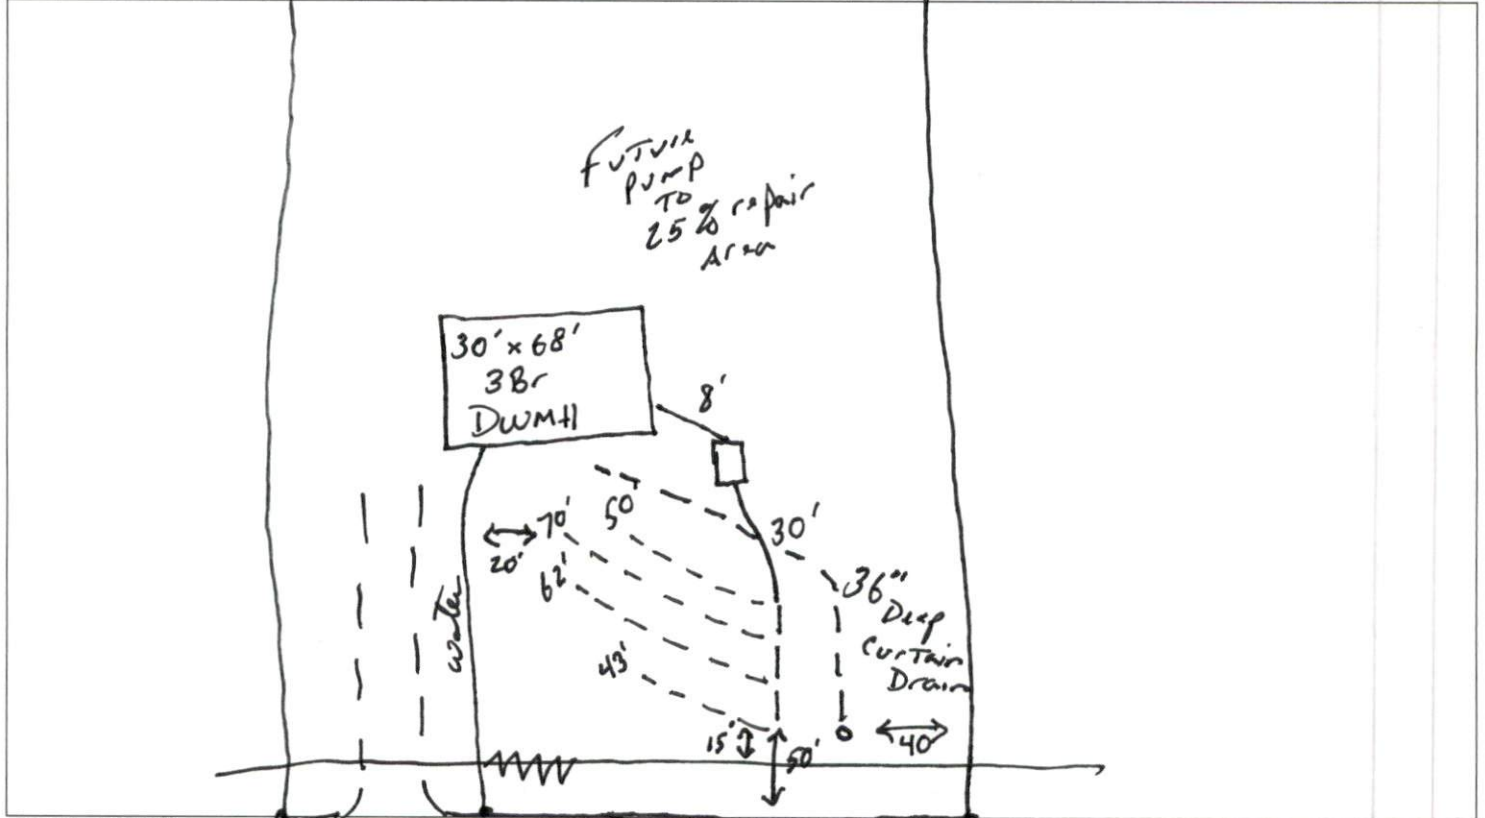 Future
Pump
TO
25% repair
Area
30' x 68'
3Br
DWMH
8'
50'
70'
20'
62'
30'
36" Deep
Curtain
Drain
water
43'
15'
50'
40'